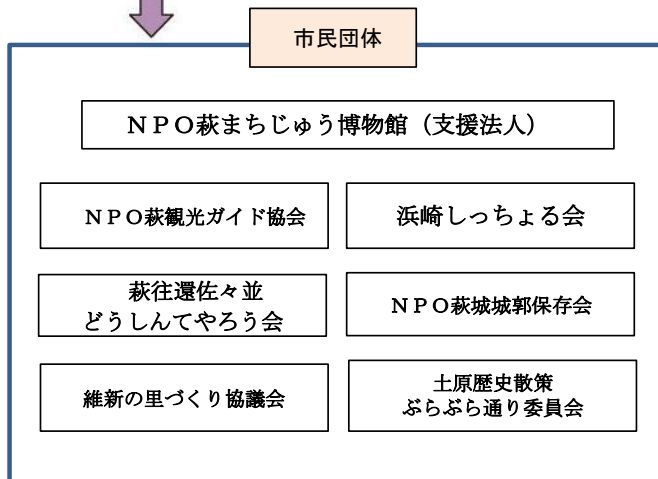 市民団体
ＮＰＯ萩まちじゅう博物館（支援法人）
ＮＰＯ萩観光ガイド協会
浜崎しっちょる会
萩往還佐々並
どうしんてやろう会
ＮＰＯ萩城城郭保存会
維新の里づくり協議会
土原歴史散策
ぶらぶら通り委員会